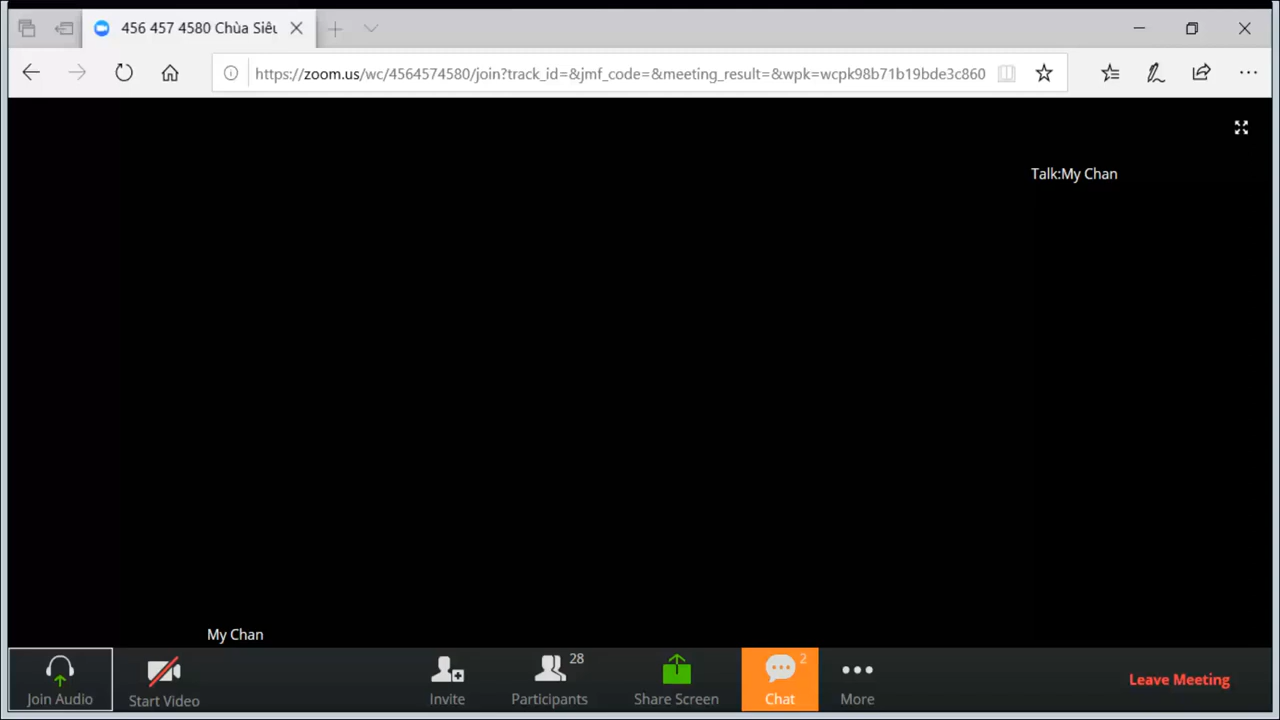 456 457 4580 Chùa Siêu
https://zoom.us/wc/4564574580/join?track_id=&jmf_code=&meeting_result=&wpk=wcpk98b71b19bde3c860
Talk:My Chan
My Chan
Join Audio
Start Video
Invite
28
Participants
Share Screen
2
Chat
More
Leave Meeting